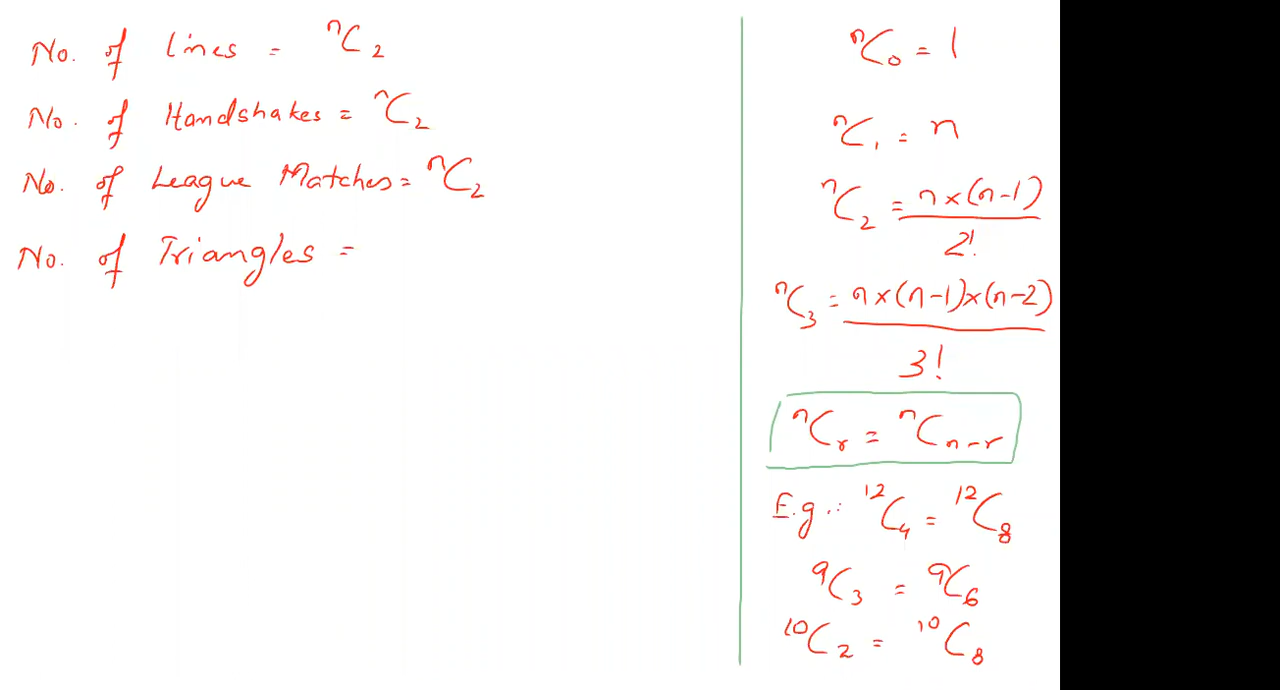 No. of Lines = ⁿC₂
No. of Handshakes = ⁿC₂
No. of League Matches = ⁿC₂
No. of Triangles =
ⁿC₀ = 1
ⁿC₁ = n
ⁿC₂ = n×(n-1)
2!
ⁿC₃ = n×(n-1)×(n-2)
3!
ⁿCᵣ = ⁿCₙ₋ᵣ
E.g.: ¹²C₄ = ¹²C₈
⁹C₃ = ⁹C₆
¹⁰C₂ = ¹⁰C₈